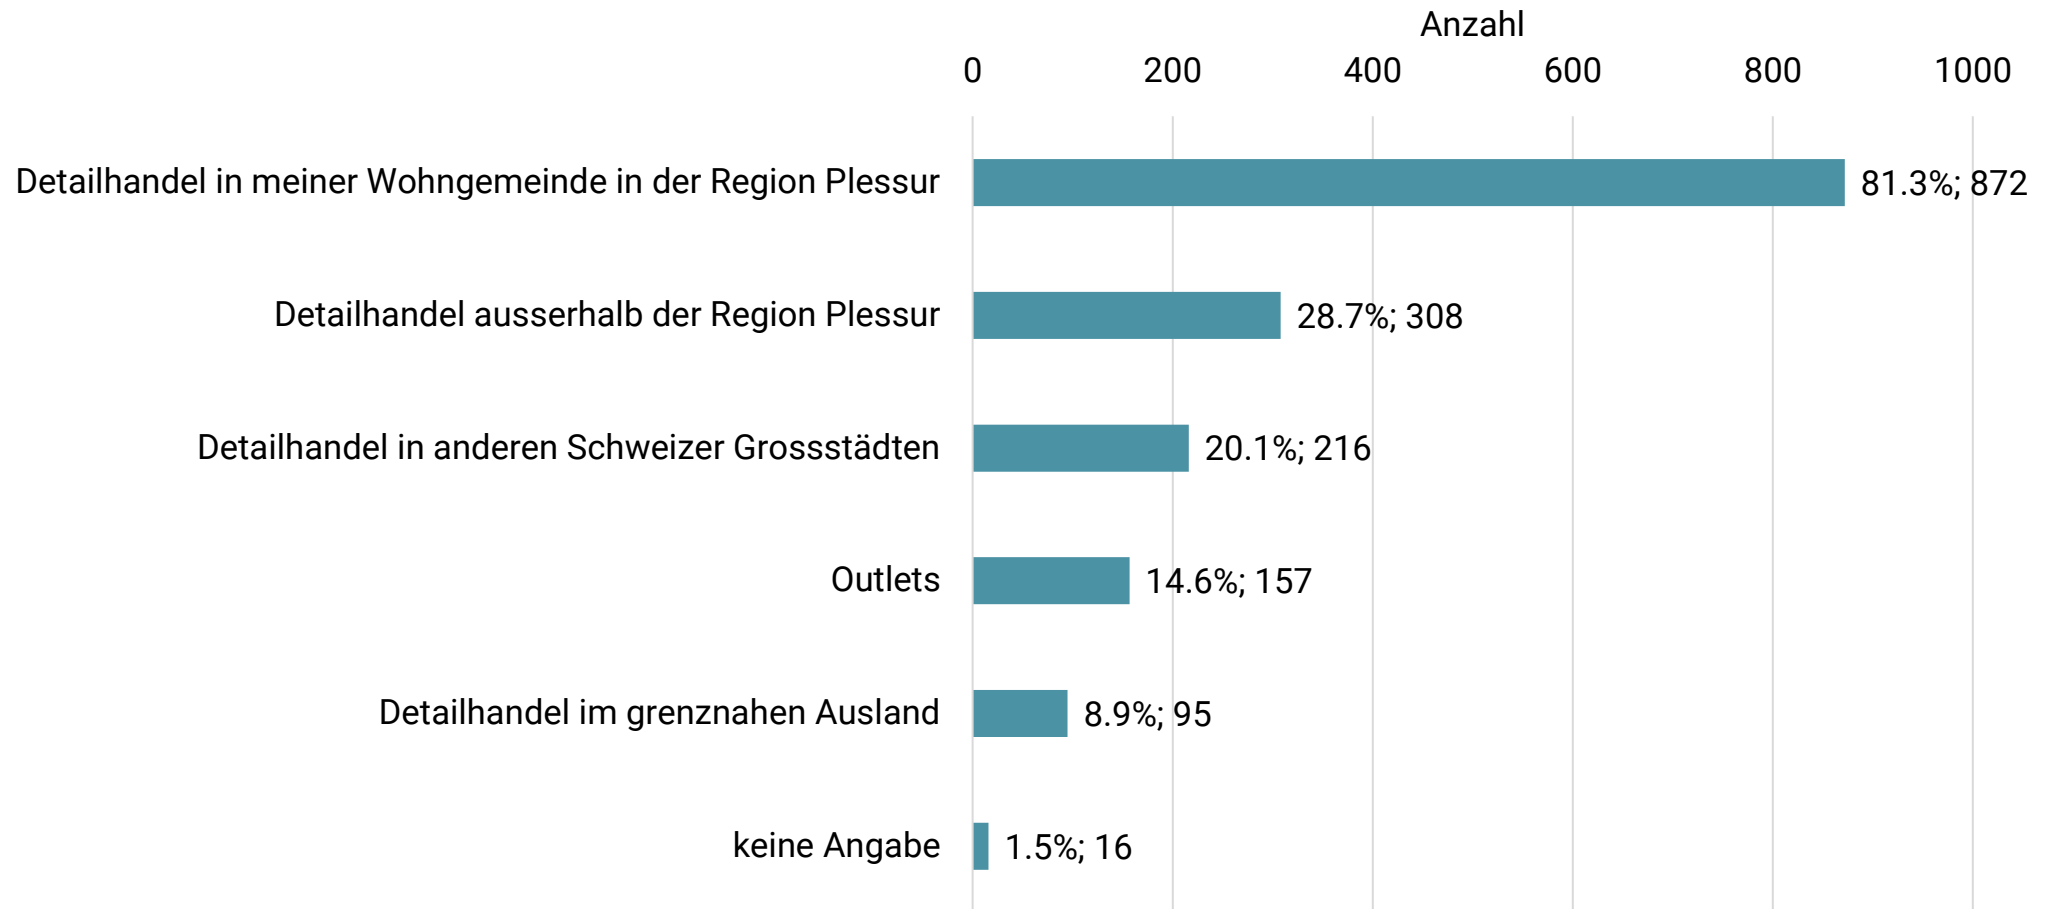 Anzahl
0 200 400 600 800 1000
Detailhandel in meiner Wohngemeinde in der Region Plessur 81.3%; 872
Detailhandel ausserhalb der Region Plessur 28.7%; 308
Detailhandel in anderen Schweizer Grossstädten 20.1%; 216
Outlets 14.6%; 157
Detailhandel im grenznahen Ausland 8.9%; 95
keine Angabe 1.5%; 16